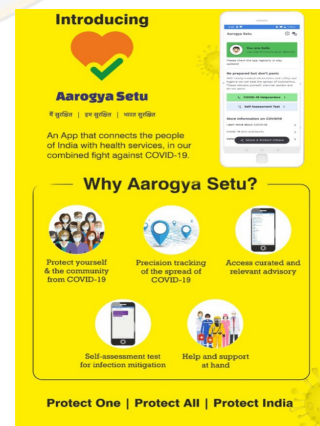 Introducing
Aarogya Setu
मैं सुरक्षित | हम सुरक्षित | भारत सुरक्षित
An App that connects the people
of India with health services, in our
combined fight against COVID-19.
Aarogya Setu
You are Safe
Be prepared but don't panic
COVID-19 Helpcentres
Self-Assessment Test
More information on COVID19
Why Aarogya Setu?
Protect yourself
& the community
from COVID-19
Precision tracking
of the spread of
COVID-19
Access curated and
relevant advisory
Self-assessment test
for infection mitigation
Help and support
at hand
Protect One | Protect All | Protect India